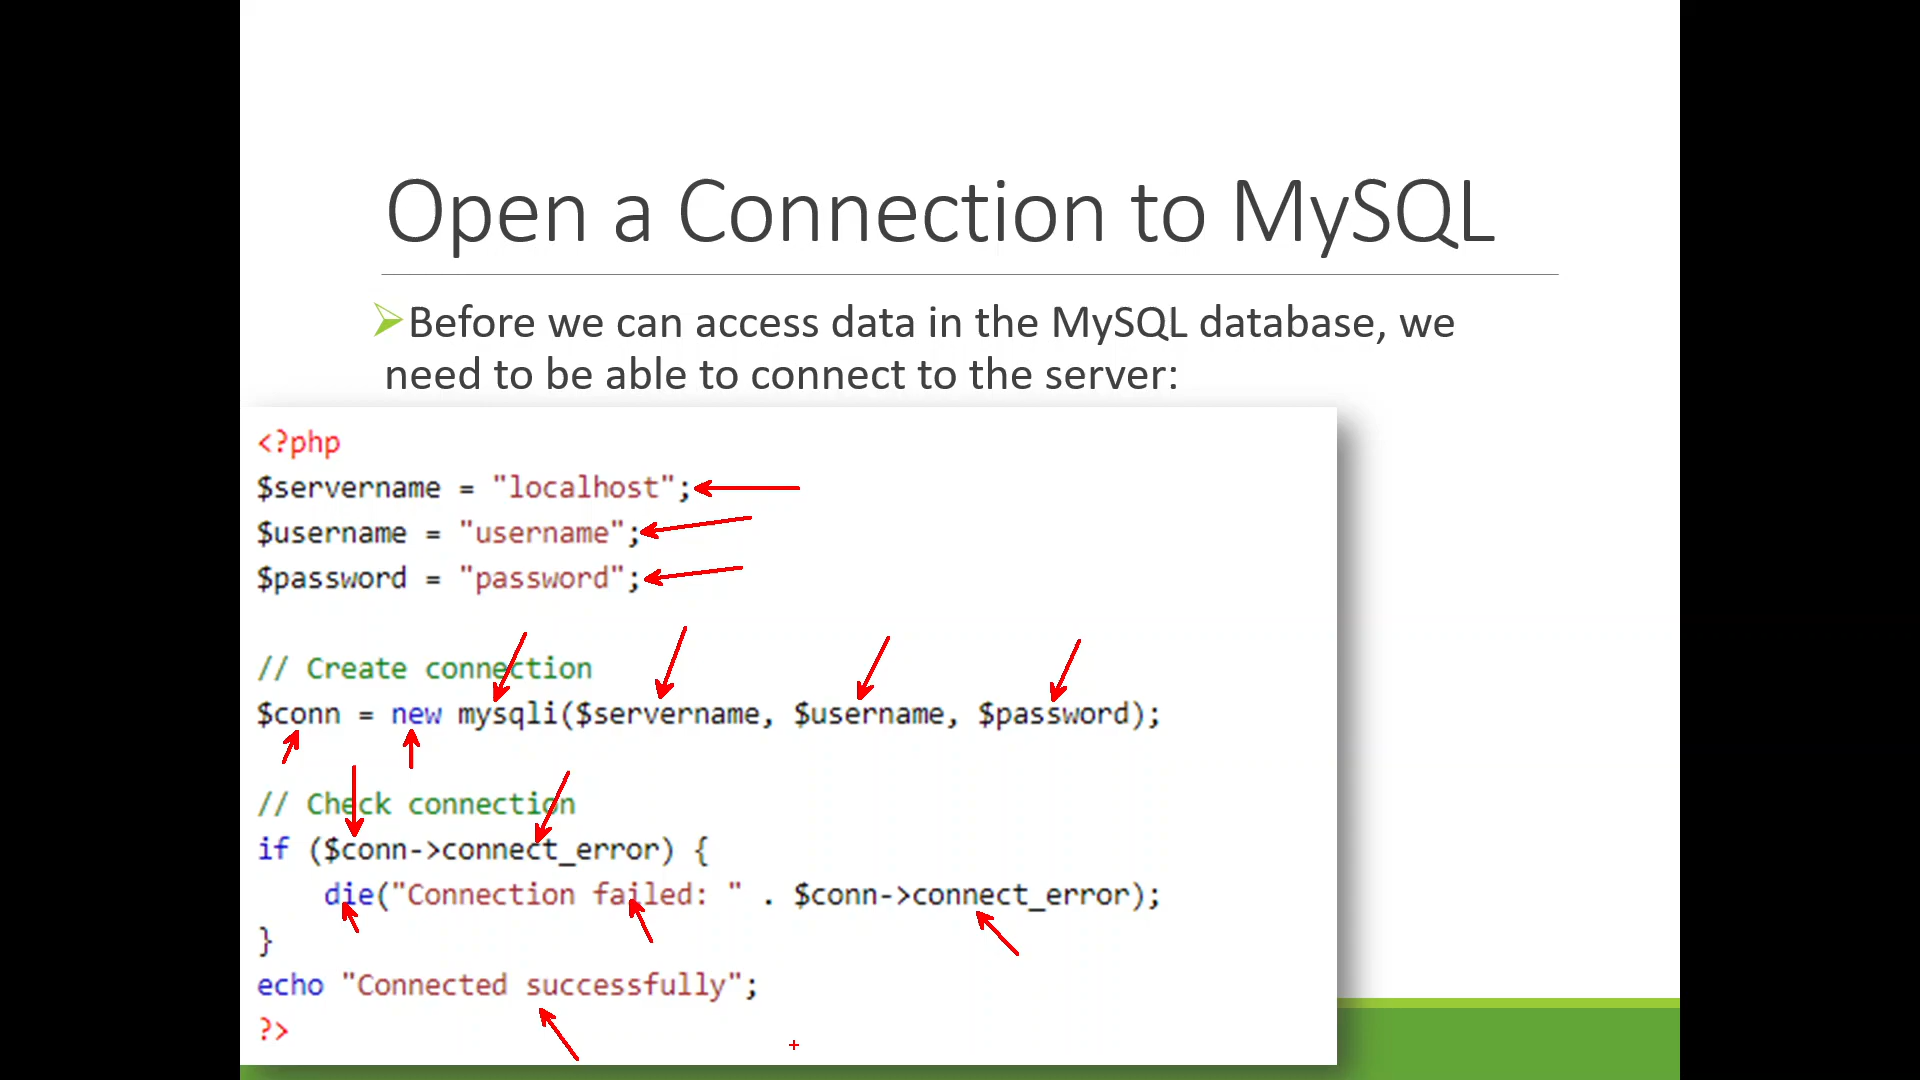 Open a Connection to MySQL
Before we can access data in the MySQL database, we
need to be able to connect to the server:
<?php
$servername = "localhost";
$username = "username";
$password = "password";
// Create connection
$conn = new mysqli($servername, $username, $password);
// Check connection
if ($conn->connect_error) {
    die("Connection failed: " . $conn->connect_error);
}
echo "Connected successfully";
?>